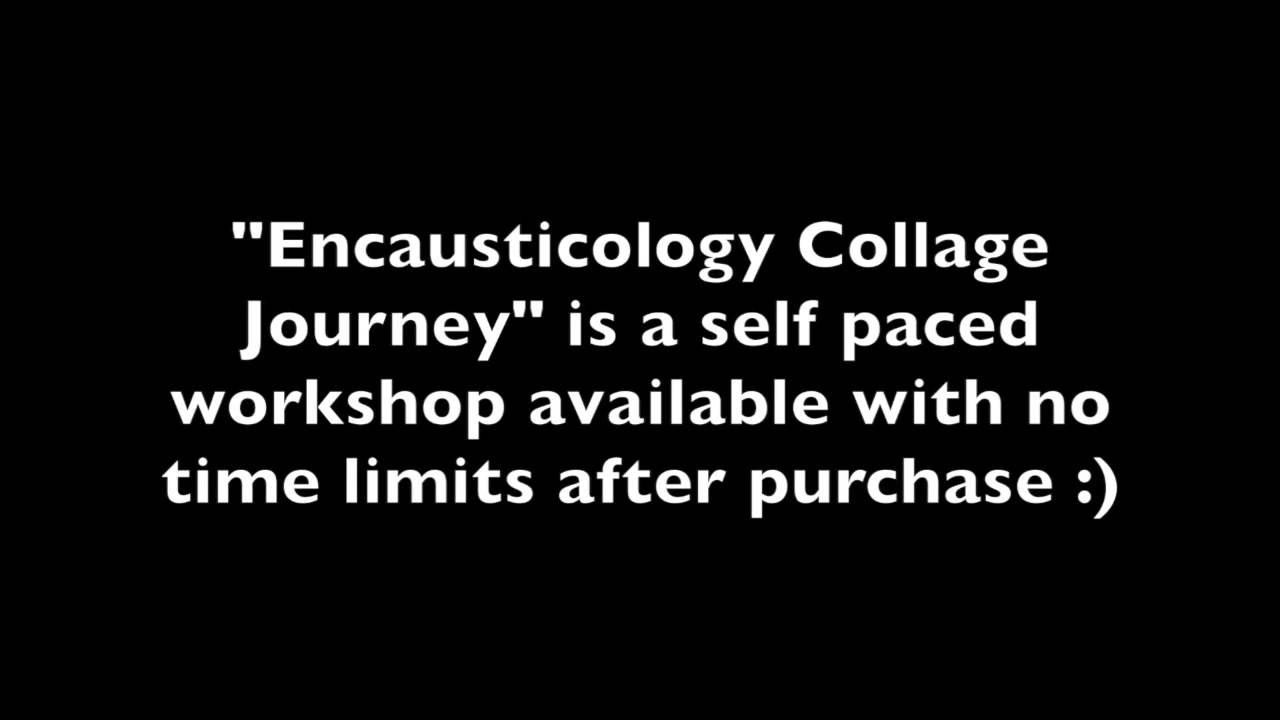 "Encausticology Collage
Journey" is a self paced
workshop available with no
time limits after purchase :)